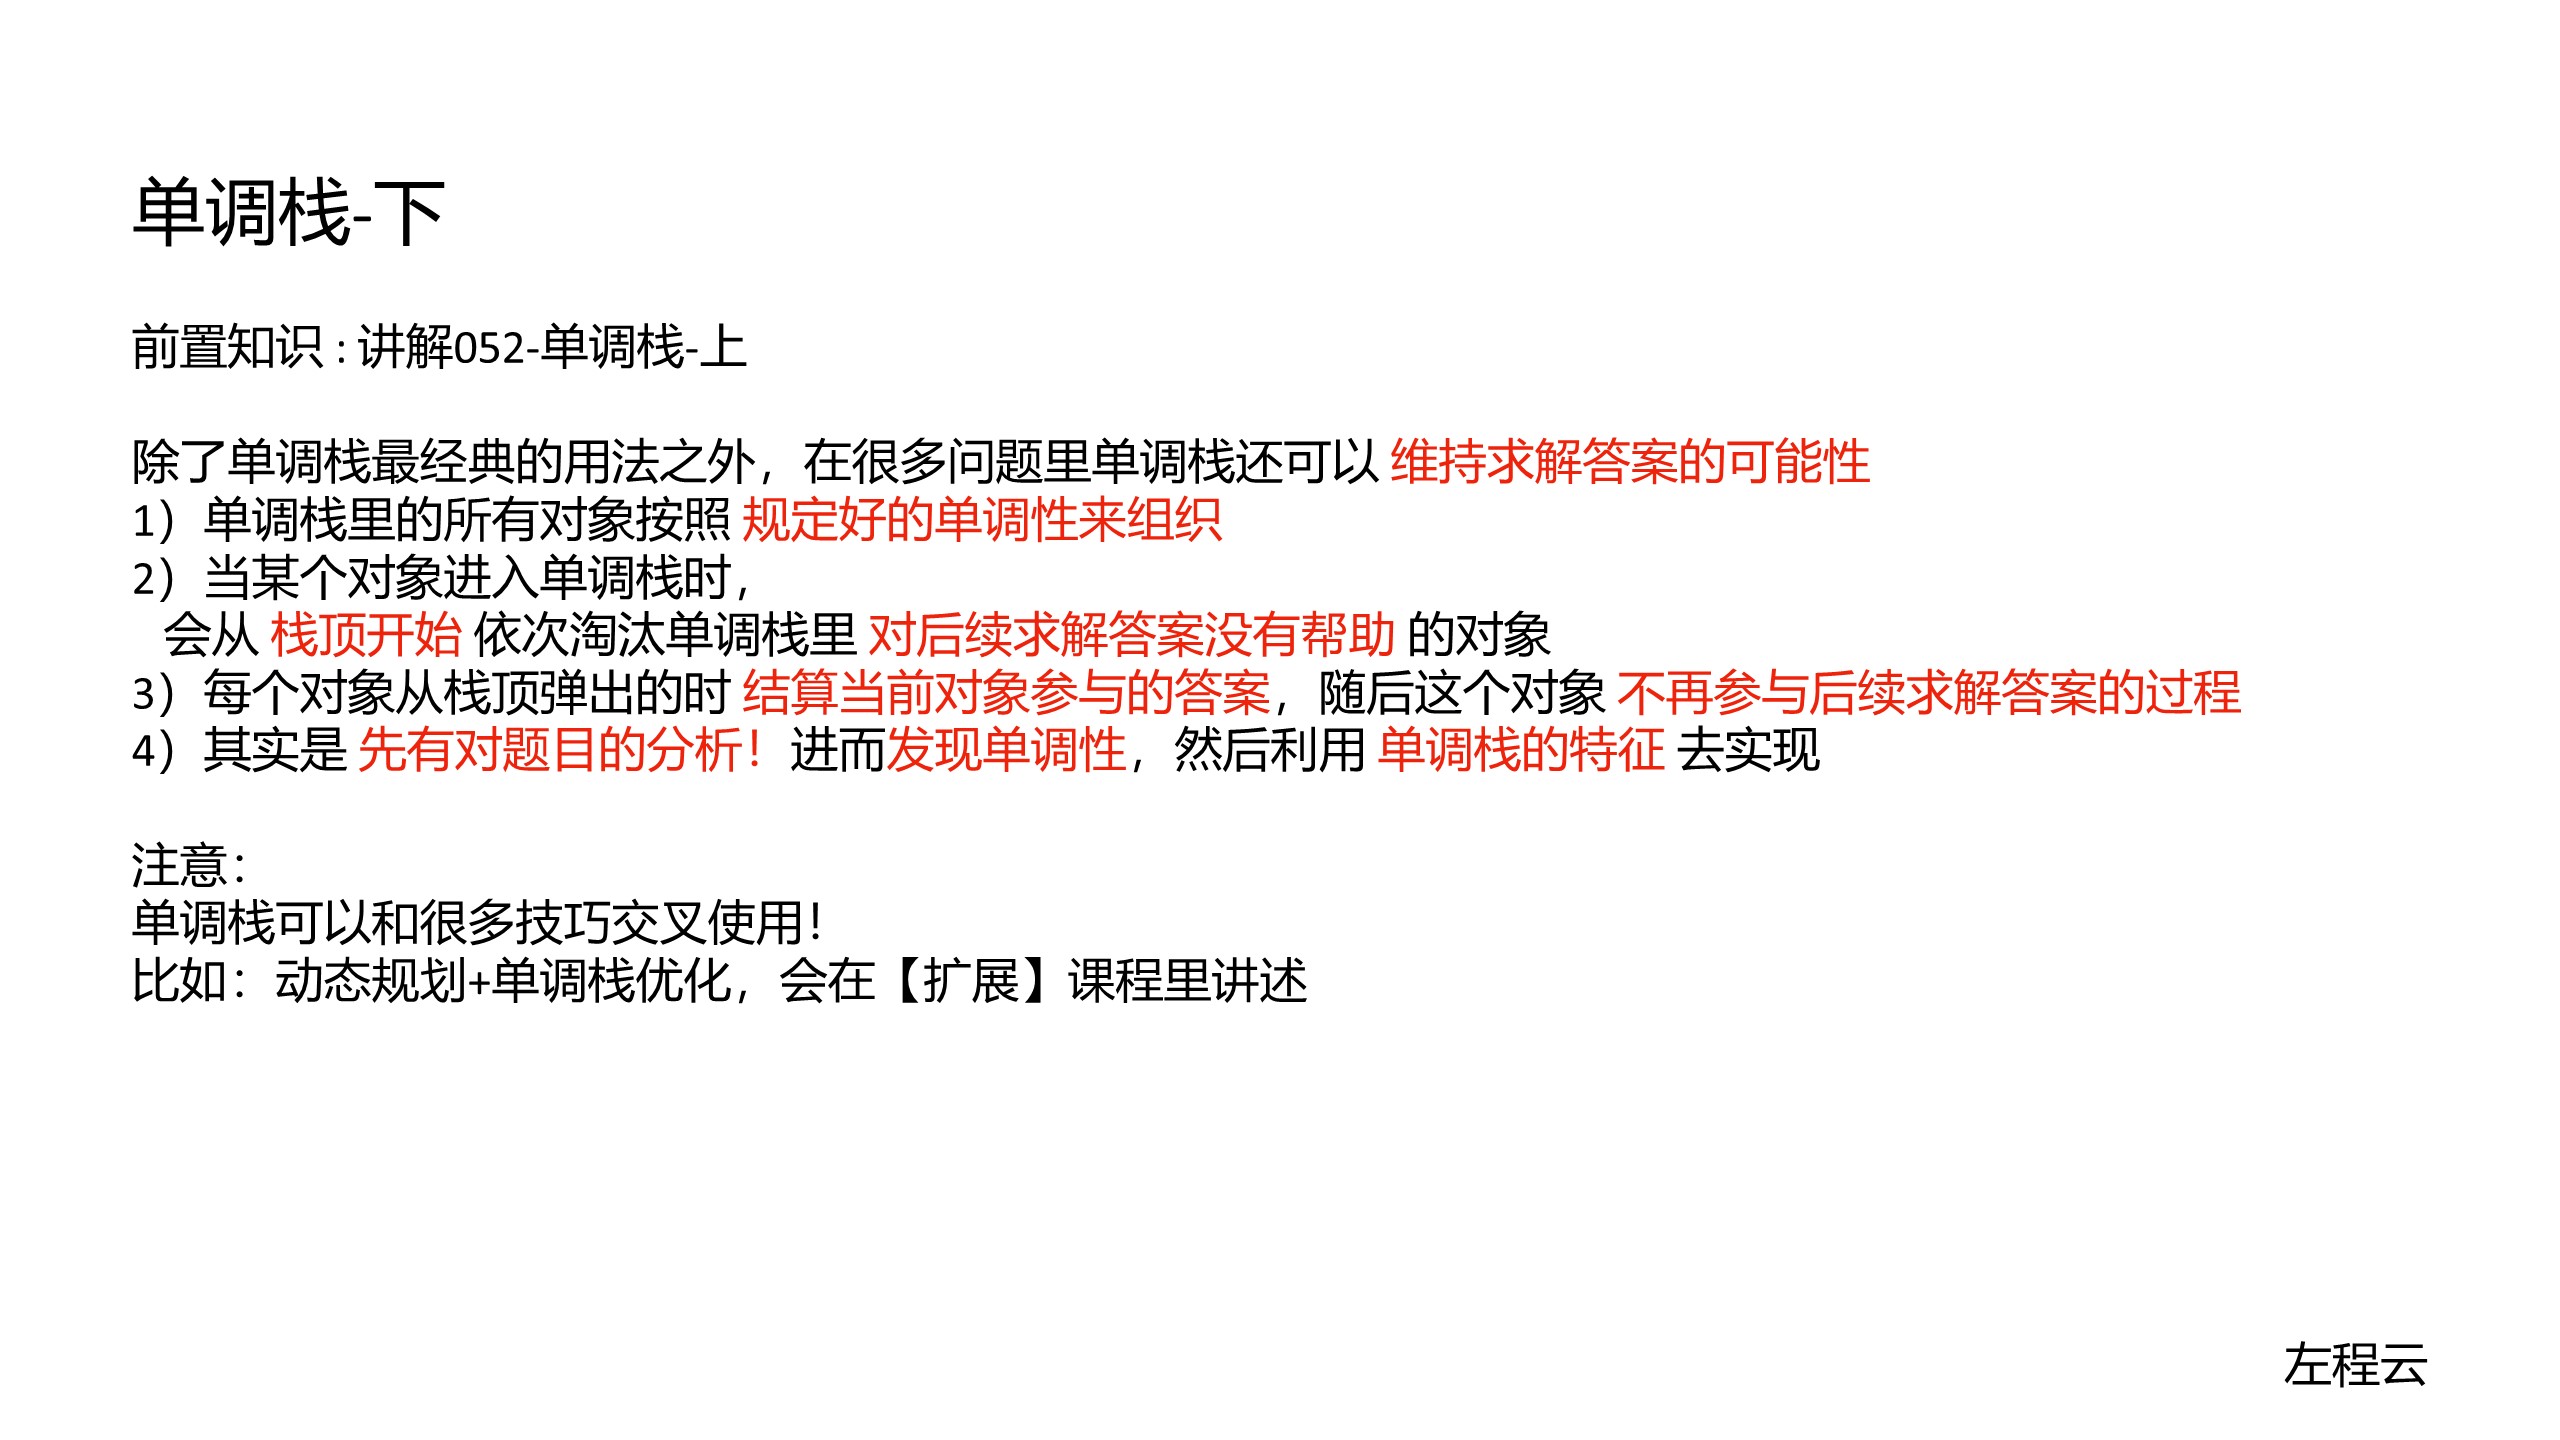 单调栈-下
前置知识 : 讲解052-单调栈-上
除了单调栈最经典的用法之外，在很多问题里单调栈还可以 维持求解答案的可能性
1）单调栈里的所有对象按照 规定好的单调性来组织
2）当某个对象进入单调栈时，
会从 栈顶开始 依次淘汰单调栈里 对后续求解答案没有帮助 的对象
3）每个对象从栈顶弹出的时 结算当前对象参与的答案，随后这个对象 不再参与后续求解答案的过程
4）其实是 先有对题目的分析！进而发现单调性，然后利用 单调栈的特征 去实现
注意：
单调栈可以和很多技巧交叉使用！
比如：动态规划+单调栈优化，会在【扩展】课程里讲述
左程云